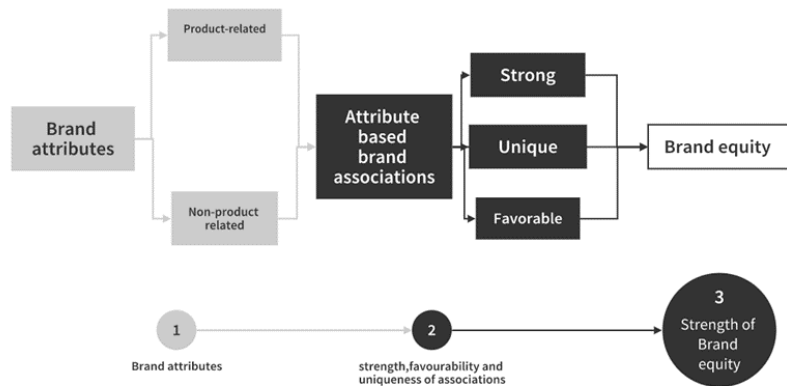 Product-related
Brand
attributes
Non-product
related
Attribute
based
brand
associations
Strong
Unique
Favorable
Brand equity
1
Brand attributes
2
strength,favourability and
uniqueness of associations
3
Strength of
Brand
equity